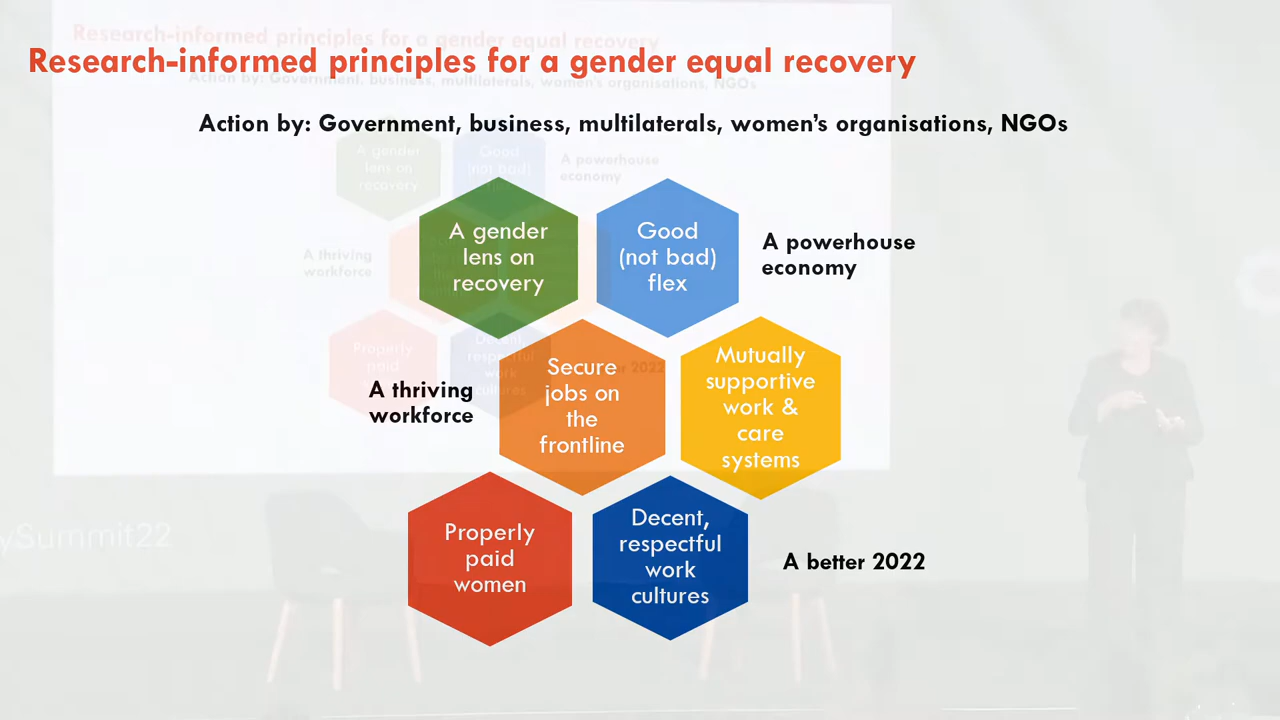 Research-informed principles for a gender equal recovery
Action by: Government, business, multilaterals, women's organisations, NGOs
A gender
lens on
recovery
Good
(not bad)
flex
A powerhouse
economy
A thriving
workforce
Secure
jobs on
the
frontline
Mutually
supportive
work &
care
systems
Properly
paid
women
Decent,
respectful
work
cultures
A better 2022
ySummit22